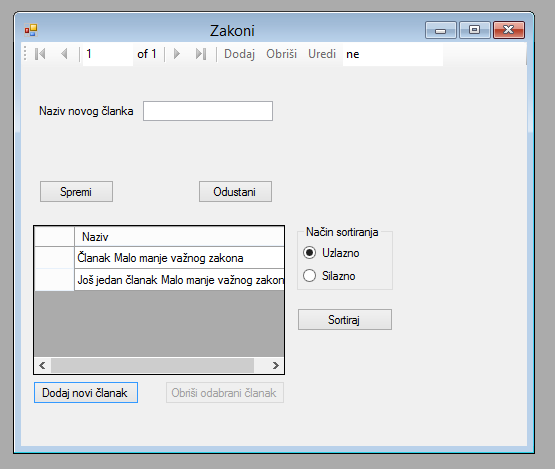 Zakoni
1 of 1 Dodaj Obriši Uredi ne
Naziv novog članka
Spremi Odustani
Naziv
Članak Malo manje važnog zakona
Još jedan članak Malo manje važnog zakon
Način sortiranja
Uzlazno
Silazno
Sortiraj
Dodaj novi članak Obriši odabrani članak